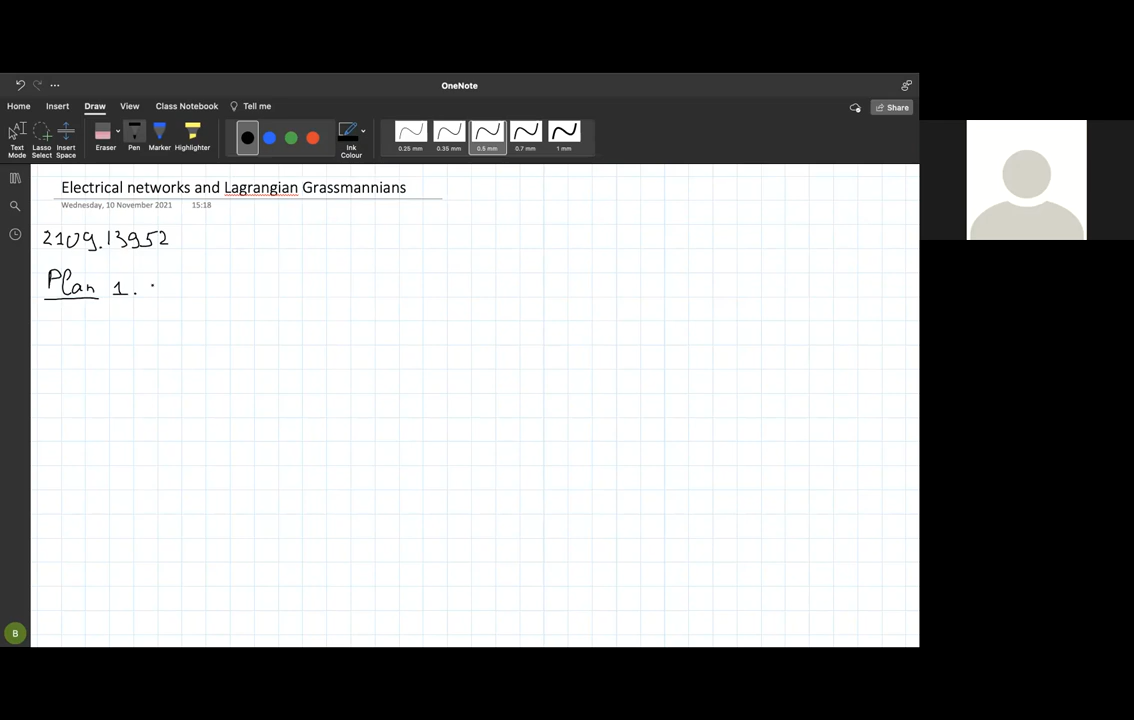 OneNote
Home Insert Draw View Class Notebook Tell me
Share
Text Mode
Lasso Select
Insert Space
Eraser
Pen
Marker
Highlighter
Ink Colour
0.25 mm
0.35 mm
0.5 mm
0.7 mm
1 mm
Electrical networks and Lagrangian Grassmannians
Wednesday, 10 November 2021 15:18
2109.13952
Plan 1.
B